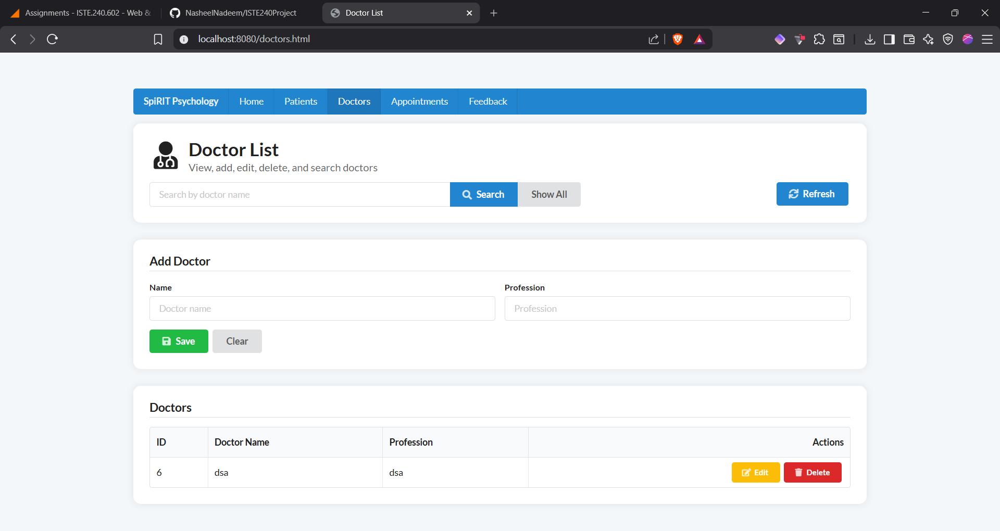 Assignments - ISTE.240.602 - Web &
NasheelNadeem/ISTE240Project
Doctor List
localhost:8080/doctors.html
SpiRIT Psychology
Home
Patients
Doctors
Appointments
Feedback
Doctor List
View, add, edit, delete, and search doctors
Search by doctor name
Search
Show All
Refresh
Add Doctor
Name
Profession
Doctor name
Profession
Save
Clear
Doctors
ID
Doctor Name
Profession
Actions
6
dsa
dsa
Edit
Delete